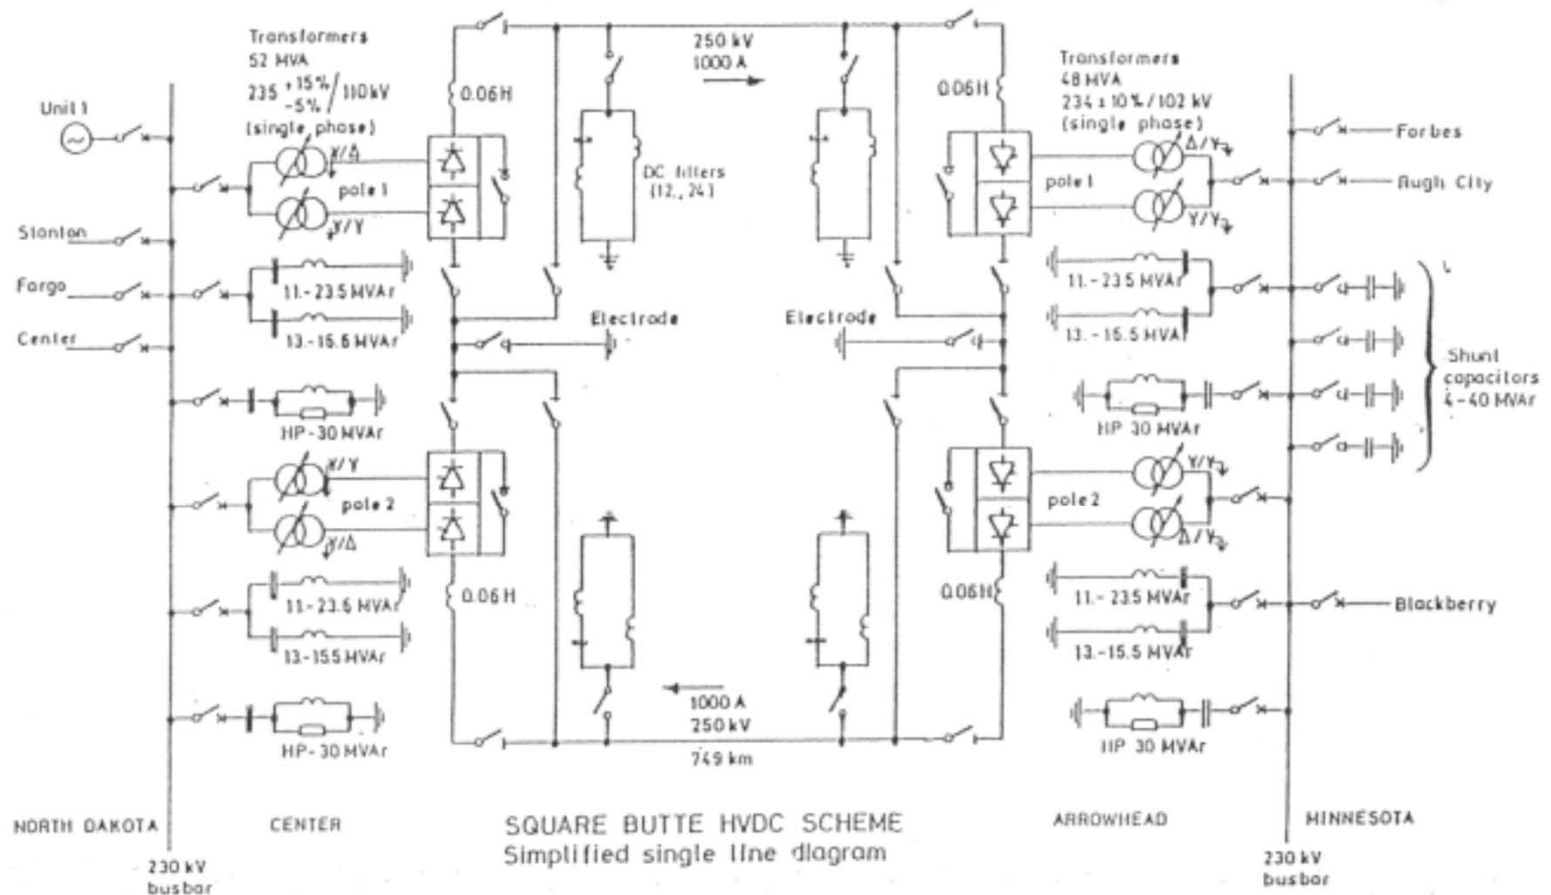 Transformers
52 MVA
235 +15% / 110 kV
-5%
(single phase)
Unit 1
Y/Δ
pole 1
Y/Y
Stanton
Fargo
Center
11.-23.5 MVAr
13.-15.6 MVAr
HP-30 MVAr
Y/Y
pole 2
Y/Δ
11.-23.6 MVAr
13.-15.5 MVAr
HP-30 MVAr
0.06H
0.06H
250 kV
1000 A
DC filters
(12., 24)
Electrode
Electrode
1000 A
250 kV
749 km
0.06H
0.06H
Transformers
48 MVA
234 ± 10% / 102 kV
(single phase)
Δ/Y
pole 1
Y/Y
11.-23.5 MVAr
13.-15.5 MVAr
HP 30 MVAr
Y/Y
pole 2
Δ/Y
11.-23.5 MVAr
13.-15.5 MVAr
HP 30 MVAr
Forbes
Rugh City
Shunt
capacitors
4-40 MVAr
Blackberry
NORTH DAKOTA
CENTER
SQUARE BUTTE HVDC SCHEME
Simplified single line diagram
ARROWHEAD
MINNESOTA
230 kV
busbar
230 kV
busbar